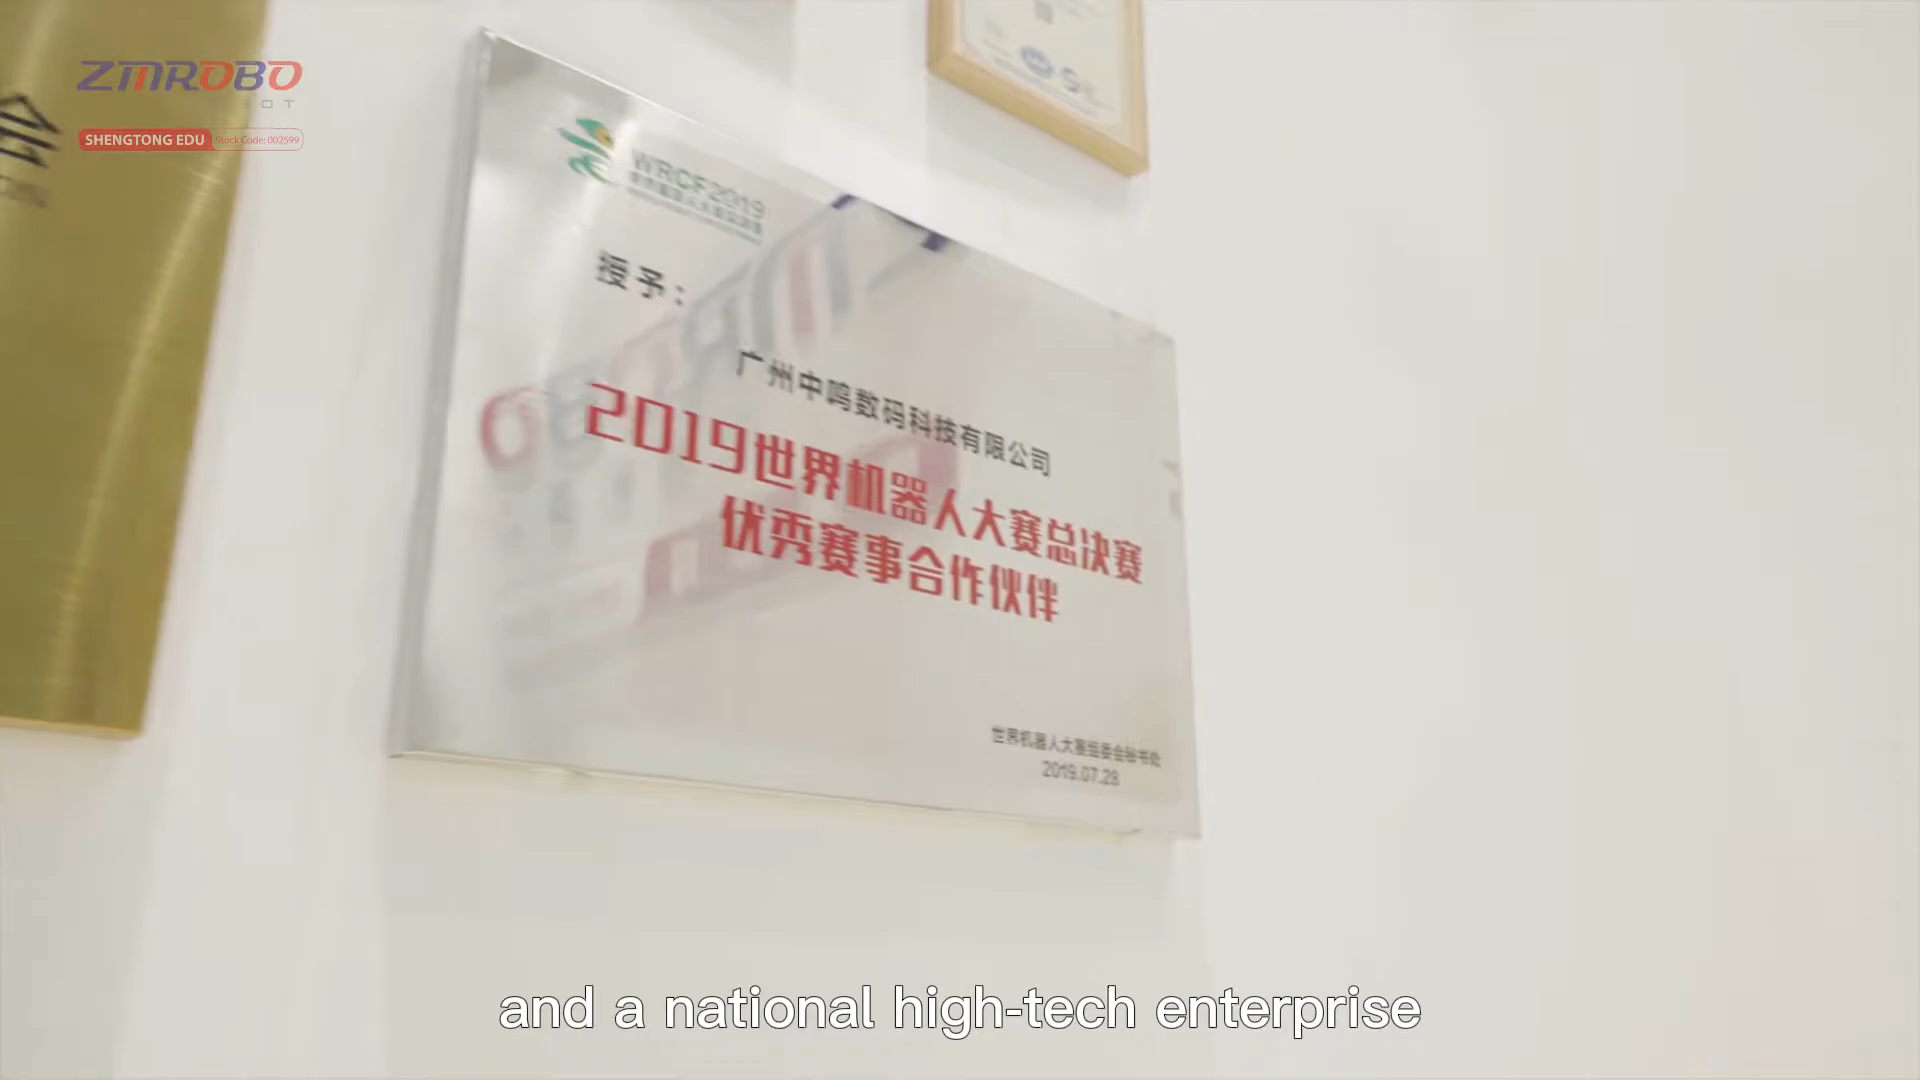 ZMROBO
SHENGTONG EDU Stock Code: 002599
会
WRCF2019
授予：
广州中鸣数码科技有限公司
2019世界机器人大赛总决赛
优秀赛事合作伙伴
世界机器人大赛组委会秘书处
2019.07.28
and a national high-tech enterprise